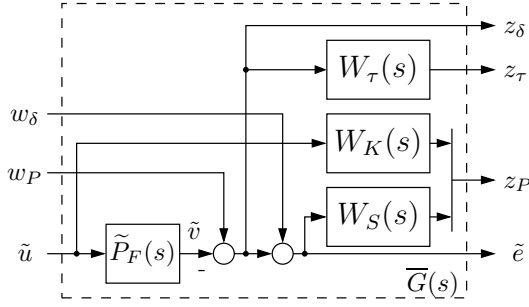 z_δ
W_τ(s) z_τ
w_δ
W_K(s)
w_P z_P
W_S(s)
ũ P̃_F(s) ṽ - ẽ
G̅(s)